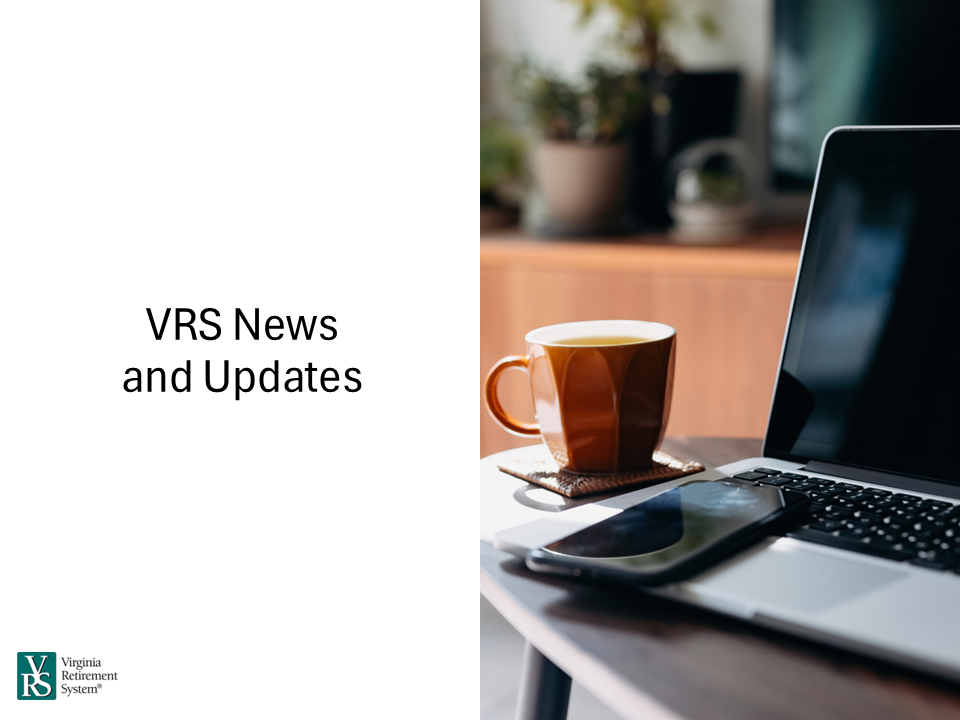 VRS News
and Updates
VRS
Virginia
Retirement
System®